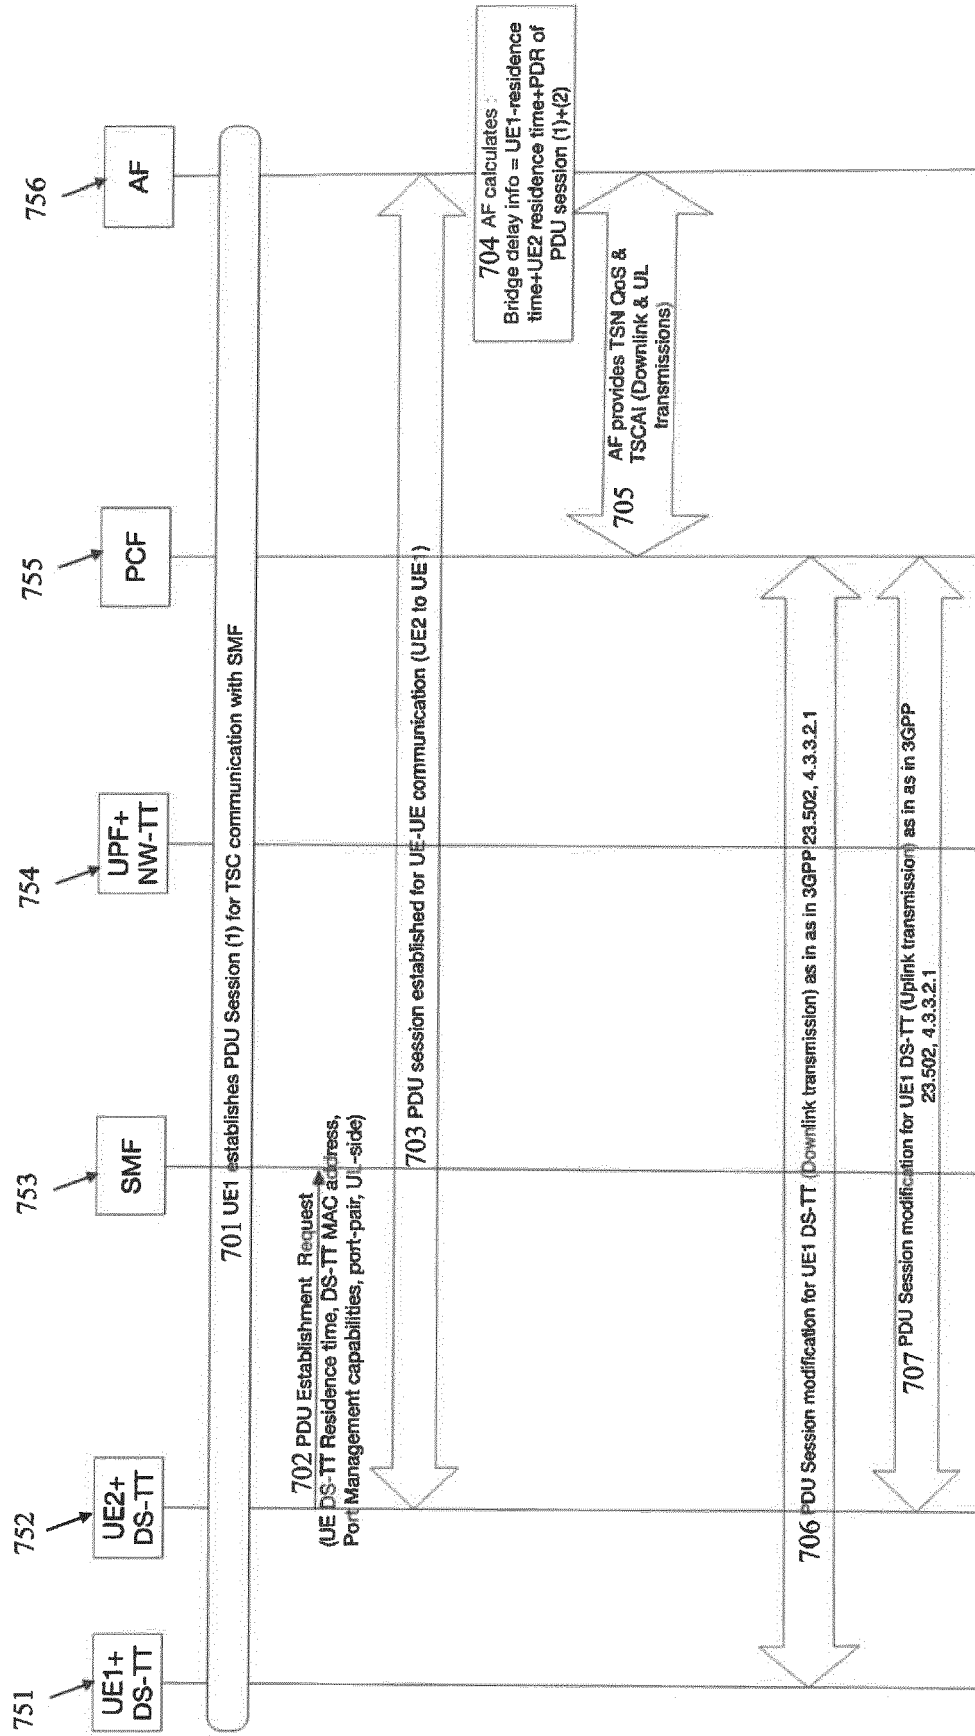 751
UE1+
DS-TT
752
UE2+
DS-TT
753
SMF
754
UPF+
NW-TT
755
PCF
756
AF
701 UE1 establishes PDU Session (1) for TSC communication with SMF
702 PDU Establishment Request
(UE DS-TT Residence time, DS-TT MAC address,
Port Management capabilities, port-pair, UL-side)
703 PDU session established for UE-UE communication (UE2 to UE1)
704 AF calculates :
Bridge delay info = UE1-residence
time+UE2 residence time+PDR of
PDU session (1)+(2)
705 AF provides TSN QoS &
TSCAI (Downlink & UL
transmissions)
706 PDU Session modification for UE1 DS-TT (Downlink transmission) as in as in 3GPP 23.502, 4.3.3.2.1
707 PDU Session modification for UE1 DS-TT (Uplink transmission) as in as in 3GPP
23.502, 4.3.3.2.1